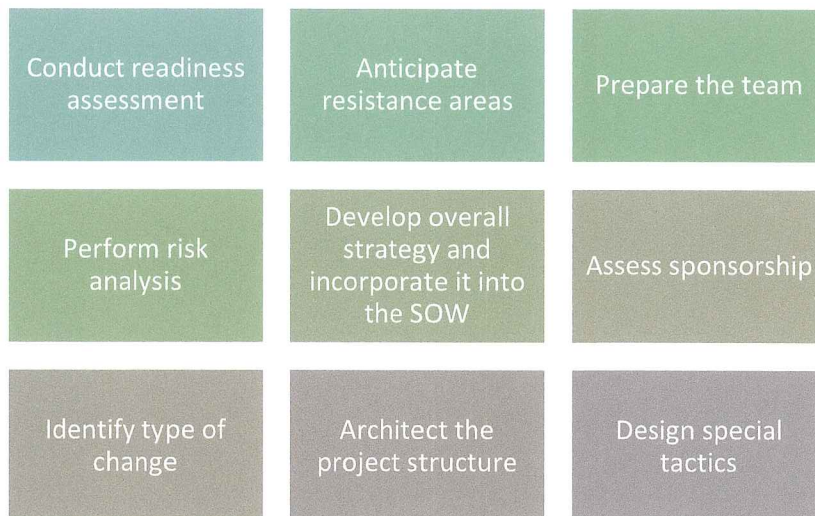 Conduct readiness
assessment
Anticipate
resistance areas
Prepare the team
Perform risk
analysis
Develop overall
strategy and
incorporate it into
the SOW
Assess sponsorship
Identify type of
change
Architect the
project structure
Design special
tactics